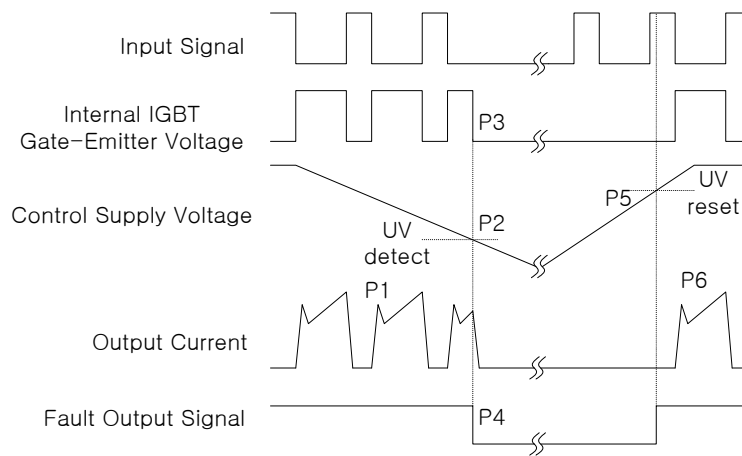 Input Signal
Internal IGBT
Gate-Emitter Voltage
P3
Control Supply Voltage
P2
UV
detect
P5
UV
reset
P1
P6
Output Current
Fault Output Signal
P4